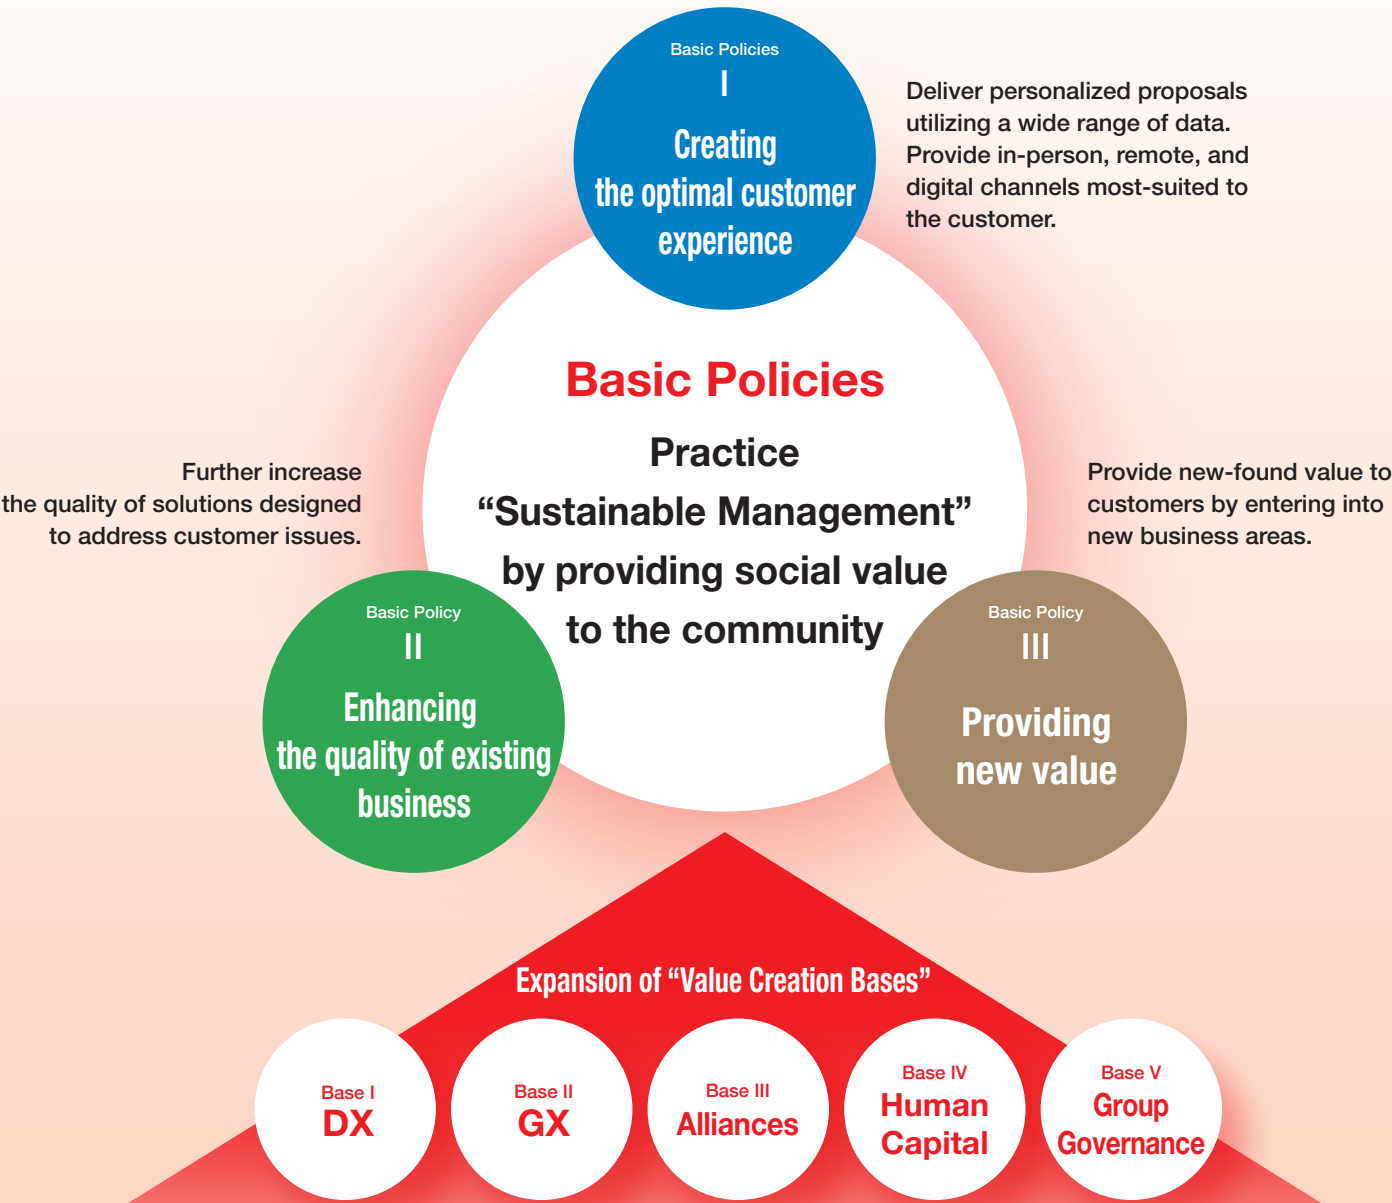 Basic Policies
I
Creating
the optimal customer
experience
Deliver personalized proposals
utilizing a wide range of data.
Provide in-person, remote, and
digital channels most-suited to
the customer.
Basic Policies
Practice
“Sustainable Management”
by providing social value
to the community
Further increase
the quality of solutions designed
to address customer issues.
Provide new-found value to
customers by entering into
new business areas.
Basic Policy
II
Enhancing
the quality of existing
business
Basic Policy
III
Providing
new value
Expansion of “Value Creation Bases”
Base I
DX
Base II
GX
Base III
Alliances
Base IV
Human
Capital
Base V
Group
Governance